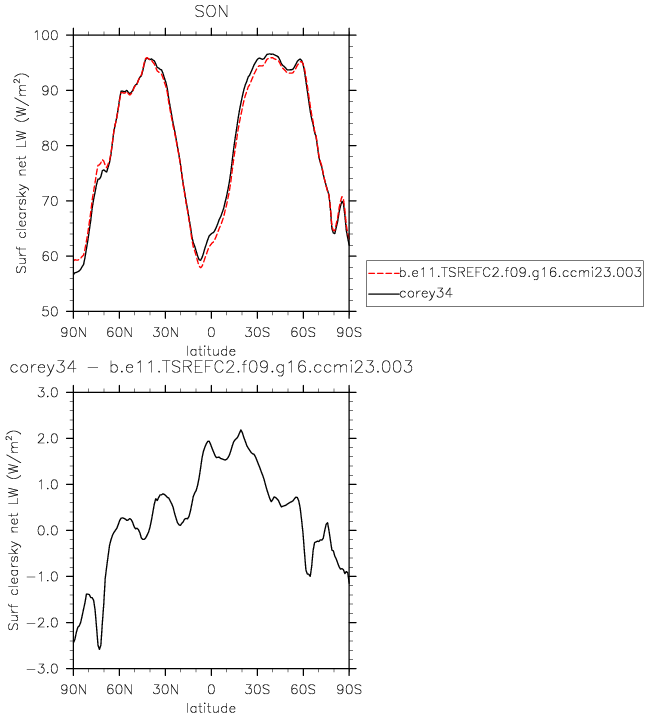 SON
Surf clearsky net LW (W/m²)
100
90
80
70
60
50
90N 60N 30N 0 30S 60S 90S
latitude
b.e11.TSREFC2.f09.g16.ccmi23.003
corey34
corey34 – b.e11.TSREFC2.f09.g16.ccmi23.003
Surf clearsky net LW (W/m²)
3.0
2.0
1.0
0.0
−1.0
−2.0
−3.0
90N 60N 30N 0 30S 60S 90S
latitude